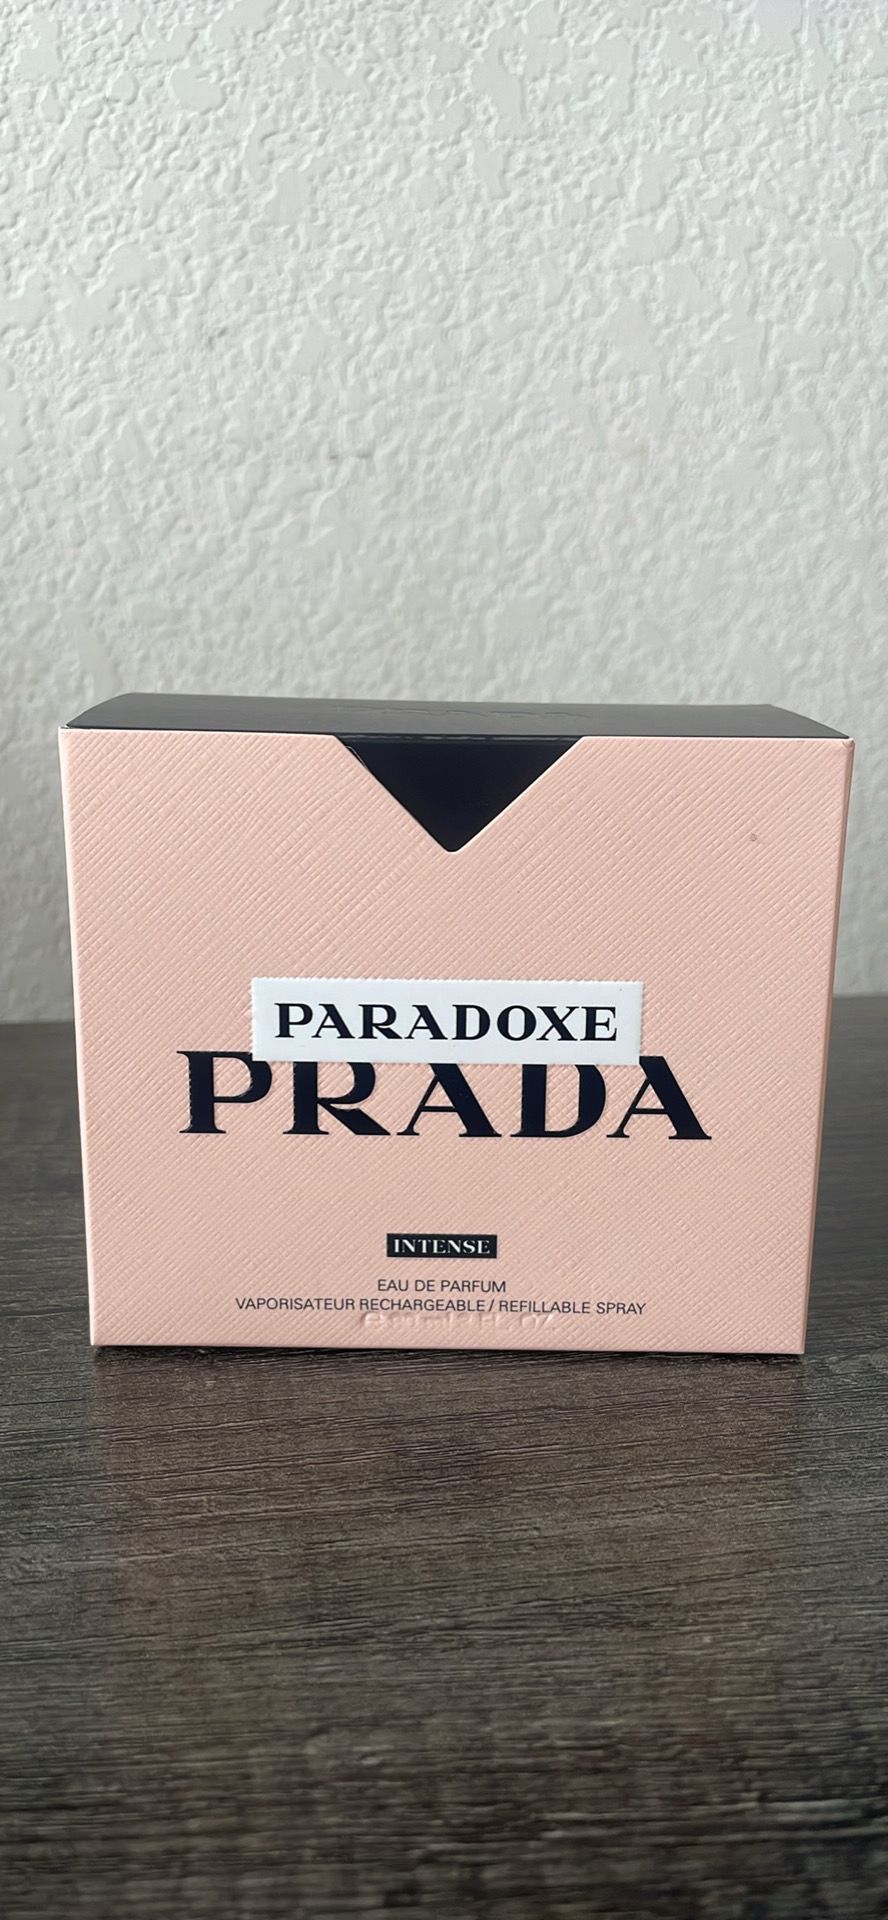 PARADOXE
PRADA
INTENSE
EAU DE PARFUM
VAPORISATEUR RECHARGEABLE / REFILLABLE SPRAY